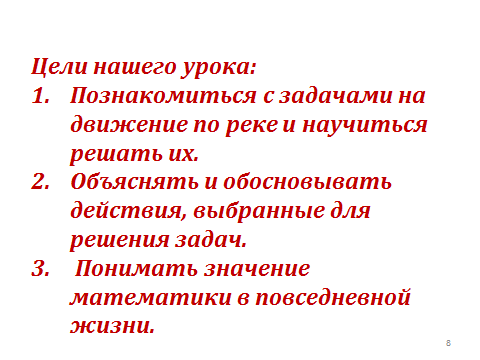 Цели нашего урока:
1. Познакомиться с задачами на
движение по реке и научиться
решать их.
2. Объяснять и обосновывать
действия, выбранные для
решения задач.
3. Понимать значение
математики в повседневной
жизни.
8